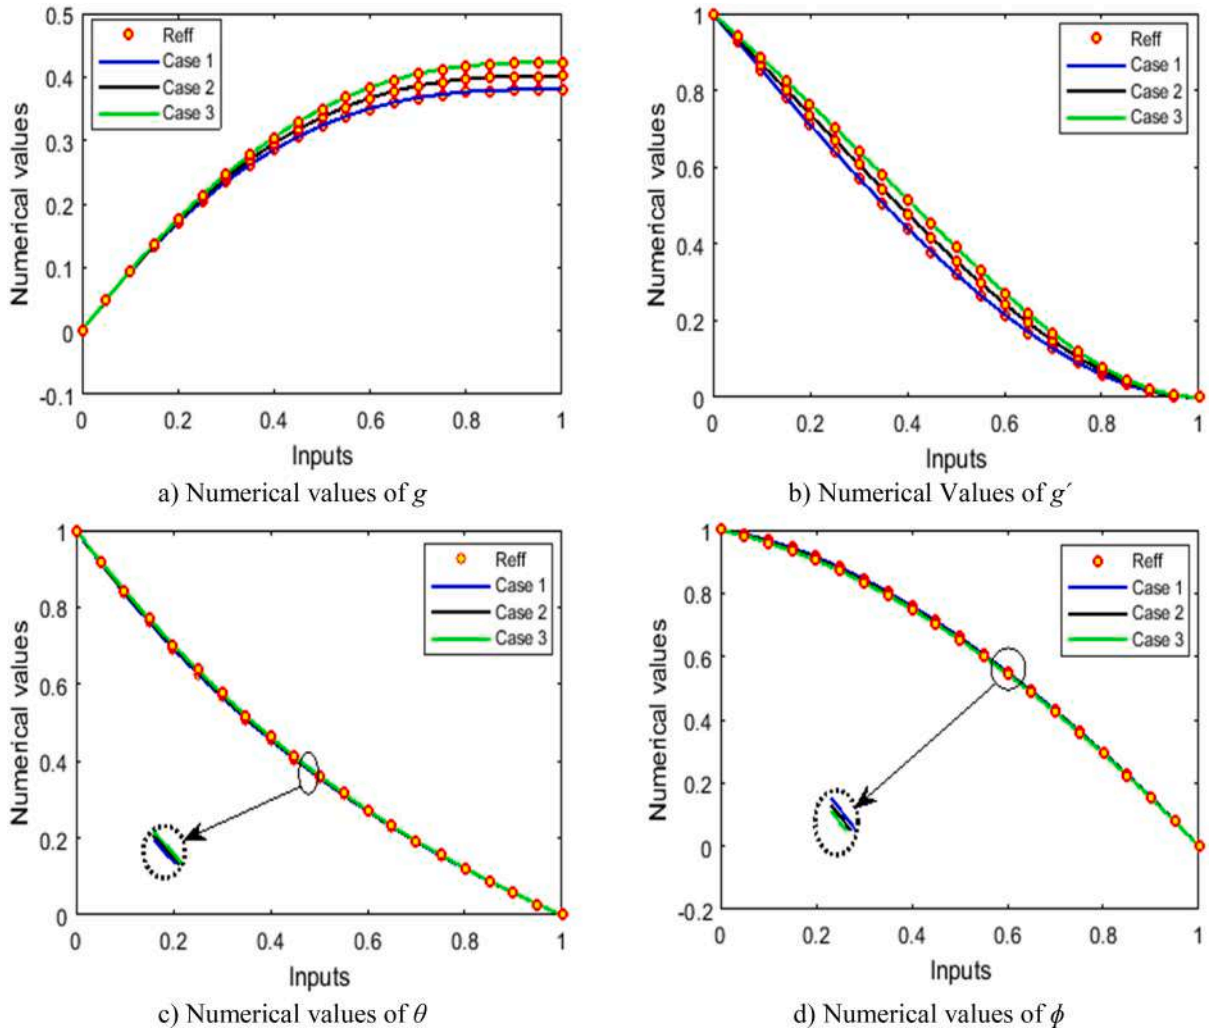 0.5
0.4
0.3
0.2
0.1
0
-0.1
Numerical values
Reff
Case 1
Case 2
Case 3
0 0.2 0.4 0.6 0.8 1
Inputs
a) Numerical values of g
1
0.8
0.6
0.4
0.2
0
Numerical values
Reff
Case 1
Case 2
Case 3
0 0.2 0.4 0.6 0.8 1
Inputs
b) Numerical Values of g´
1
0.8
0.6
0.4
0.2
0
Numerical values
Reff
Case 1
Case 2
Case 3
0 0.2 0.4 0.6 0.8 1
Inputs
c) Numerical values of θ
1
0.8
0.6
0.4
0.2
0
-0.2
Numerical values
Reff
Case 1
Case 2
Case 3
0 0.2 0.4 0.6 0.8 1
Inputs
d) Numerical values of ϕ